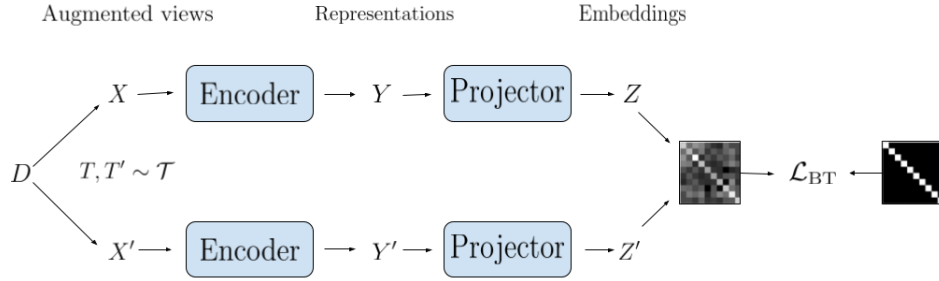 Augmented views Representations Embeddings
X Encoder Y Projector Z
D T, T′ ∼ 𝒯 ℒ_BT
X′ Encoder Y′ Projector Z′